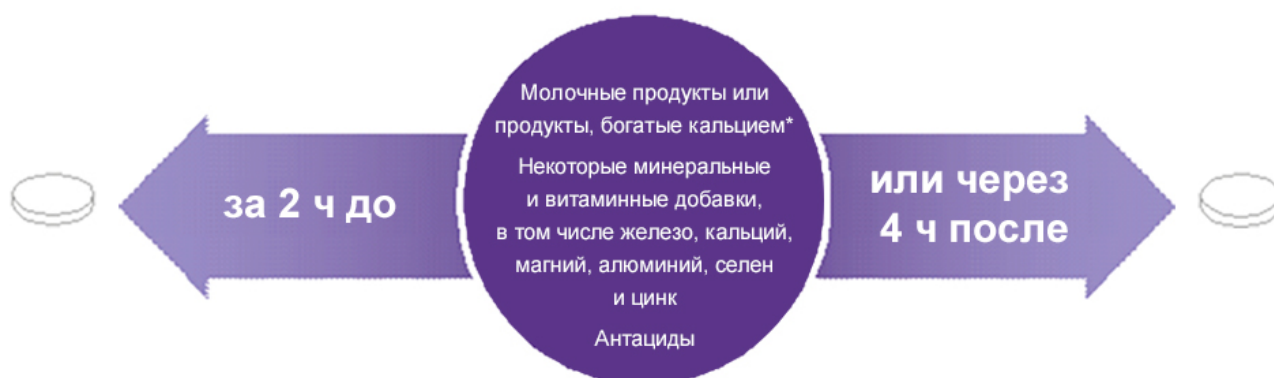 Молочные продукты или
продукты, богатые кальцием*
Некоторые минеральные
и витаминные добавки,
в том числе железо, кальций,
магний, алюминий, селен
и цинк
Антациды
за 2 ч до
или через
4 ч после